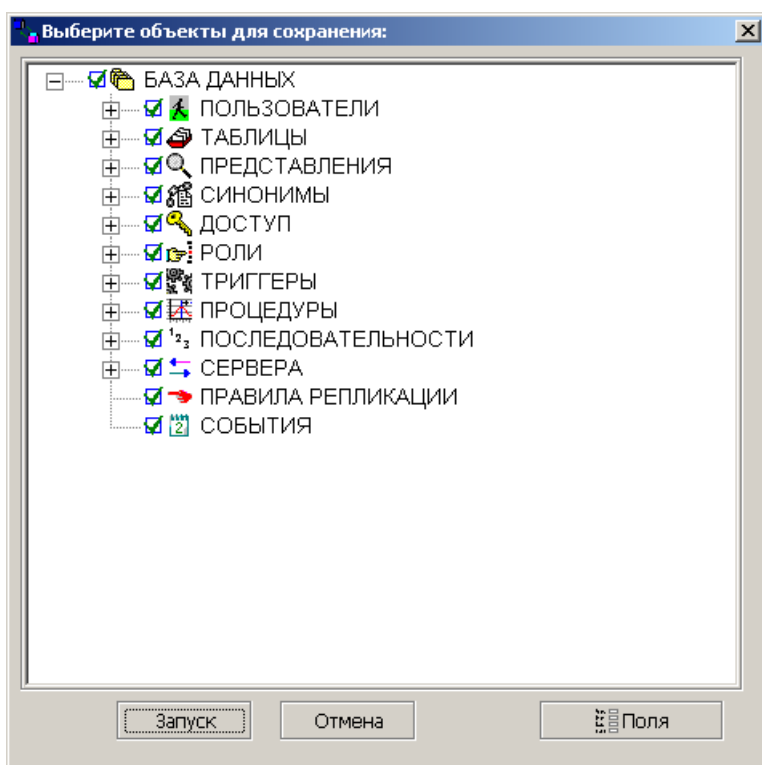 Выберите объекты для сохранения:
БАЗА ДАННЫХ
ПОЛЬЗОВАТЕЛИ
ТАБЛИЦЫ
ПРЕДСТАВЛЕНИЯ
СИНОНИМЫ
ДОСТУП
РОЛИ
ТРИГГЕРЫ
ПРОЦЕДУРЫ
ПОСЛЕДОВАТЕЛЬНОСТИ
СЕРВЕРА
ПРАВИЛА РЕПЛИКАЦИИ
СОБЫТИЯ
Запуск Отмена Поля